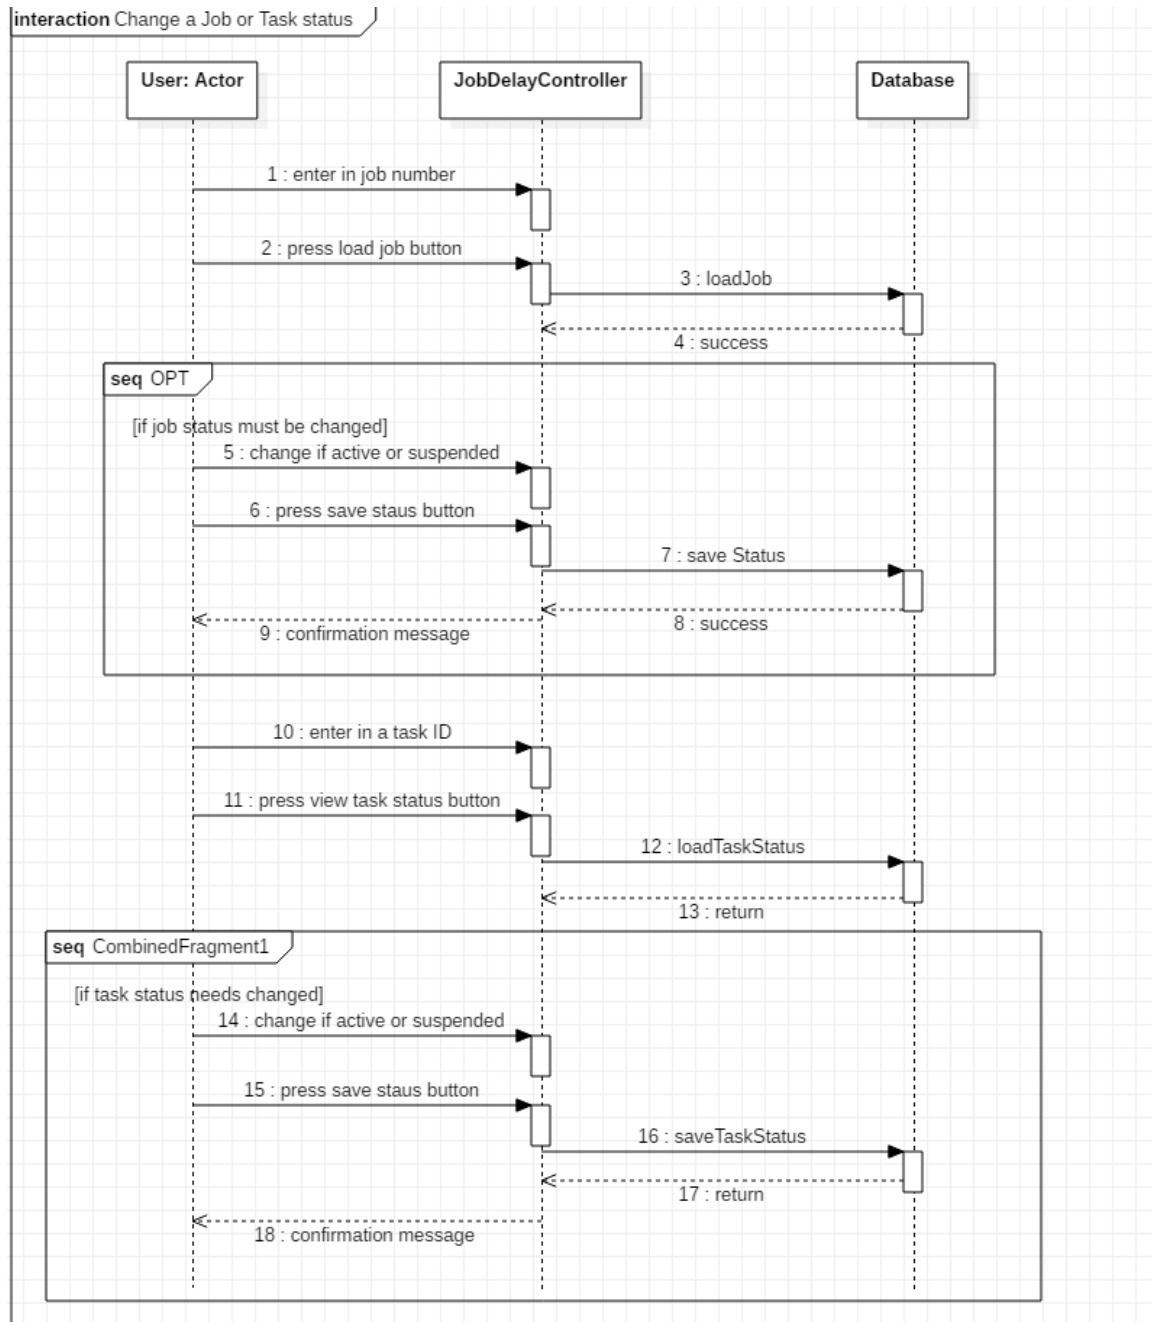 interaction Change a Job or Task status
User: Actor
JobDelayController
Database
1 : enter in job number
2 : press load job button
3 : loadJob
4 : success
seq OPT
[if job status must be changed]
5 : change if active or suspended
6 : press save staus button
7 : save Status
8 : success
9 : confirmation message
10 : enter in a task ID
11 : press view task status button
12 : loadTaskStatus
13 : return
seq CombinedFragment1
[if task status needs changed]
14 : change if active or suspended
15 : press save staus button
16 : saveTaskStatus
17 : return
18 : confirmation message